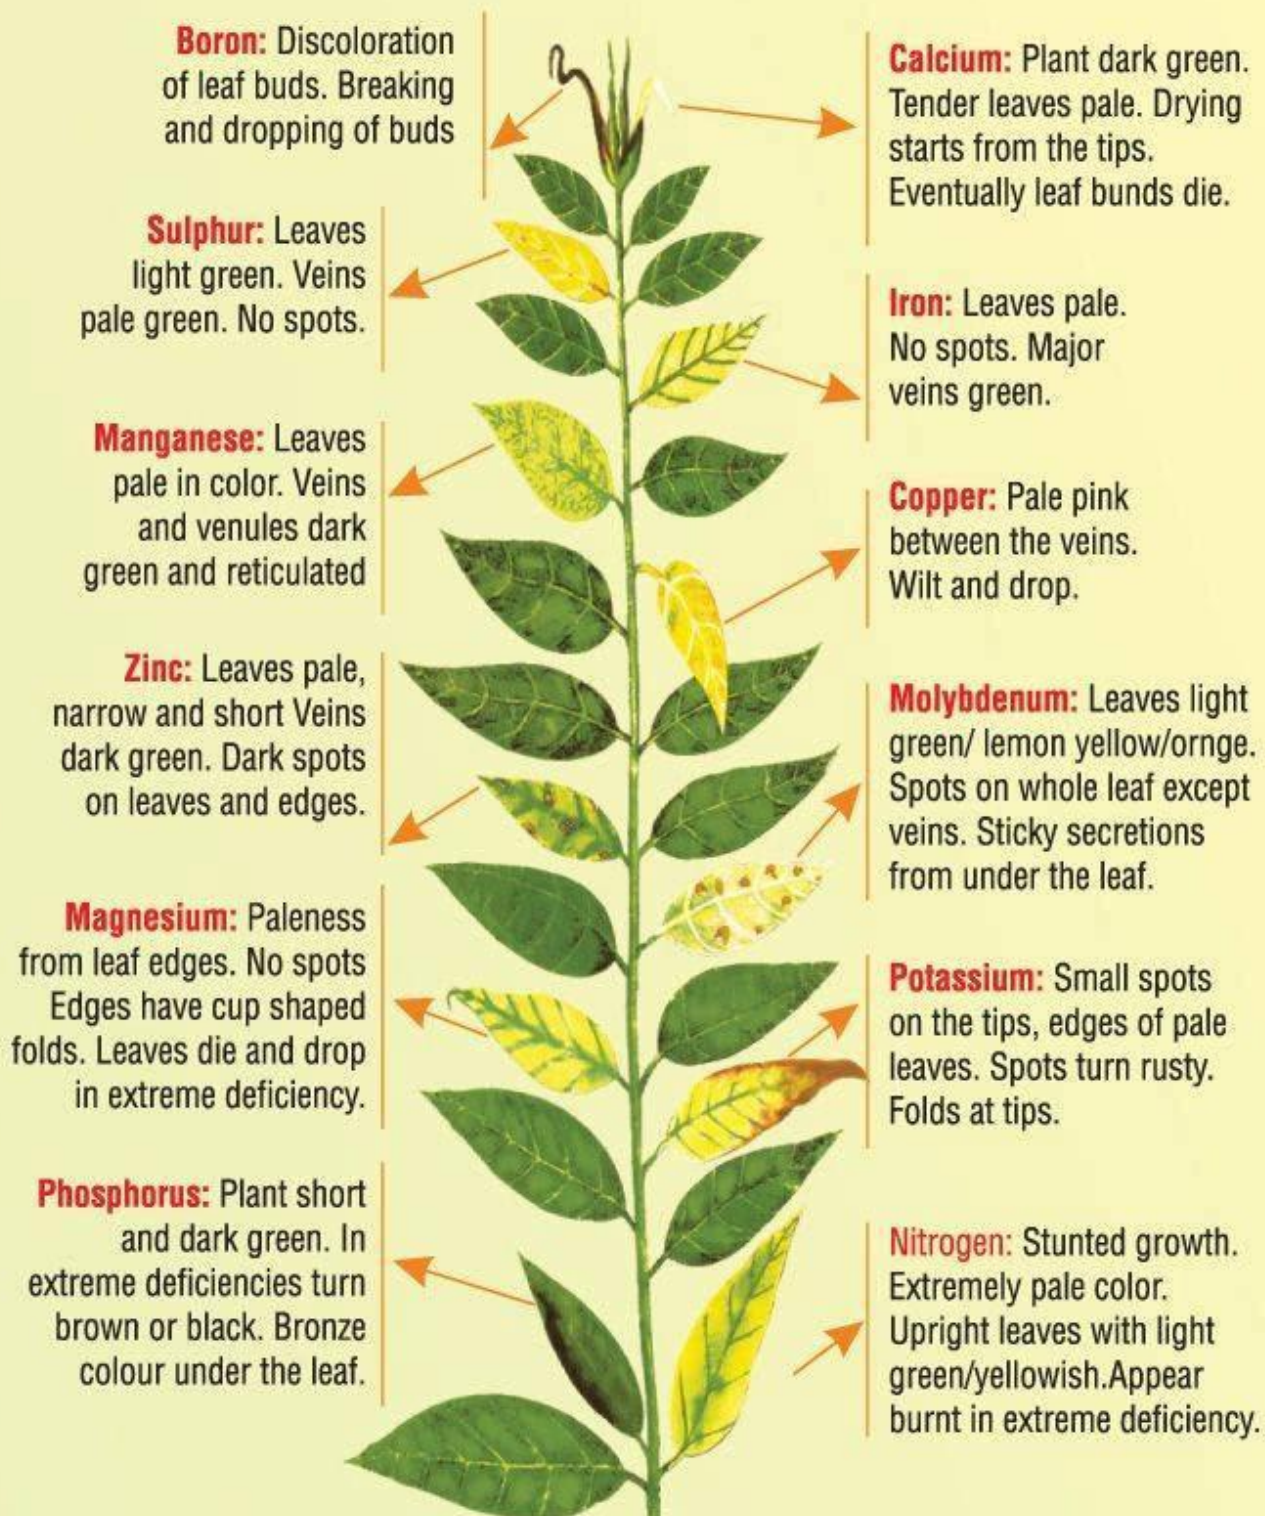 Boron: Discoloration
of leaf buds. Breaking
and dropping of buds
Sulphur: Leaves
light green. Veins
pale green. No spots.
Manganese: Leaves
pale in color. Veins
and venules dark
green and reticulated
Zinc: Leaves pale,
narrow and short Veins
dark green. Dark spots
on leaves and edges.
Magnesium: Paleness
from leaf edges. No spots
Edges have cup shaped
folds. Leaves die and drop
in extreme deficiency.
Phosphorus: Plant short
and dark green. In
extreme deficiencies turn
brown or black. Bronze
colour under the leaf.
Calcium: Plant dark green.
Tender leaves pale. Drying
starts from the tips.
Eventually leaf bunds die.
Iron: Leaves pale.
No spots. Major
veins green.
Copper: Pale pink
between the veins.
Wilt and drop.
Molybdenum: Leaves light
green/ lemon yellow/ornge.
Spots on whole leaf except
veins. Sticky secretions
from under the leaf.
Potassium: Small spots
on the tips, edges of pale
leaves. Spots turn rusty.
Folds at tips.
Nitrogen: Stunted growth.
Extremely pale color.
Upright leaves with light
green/yellowish.Appear
burnt in extreme deficiency.